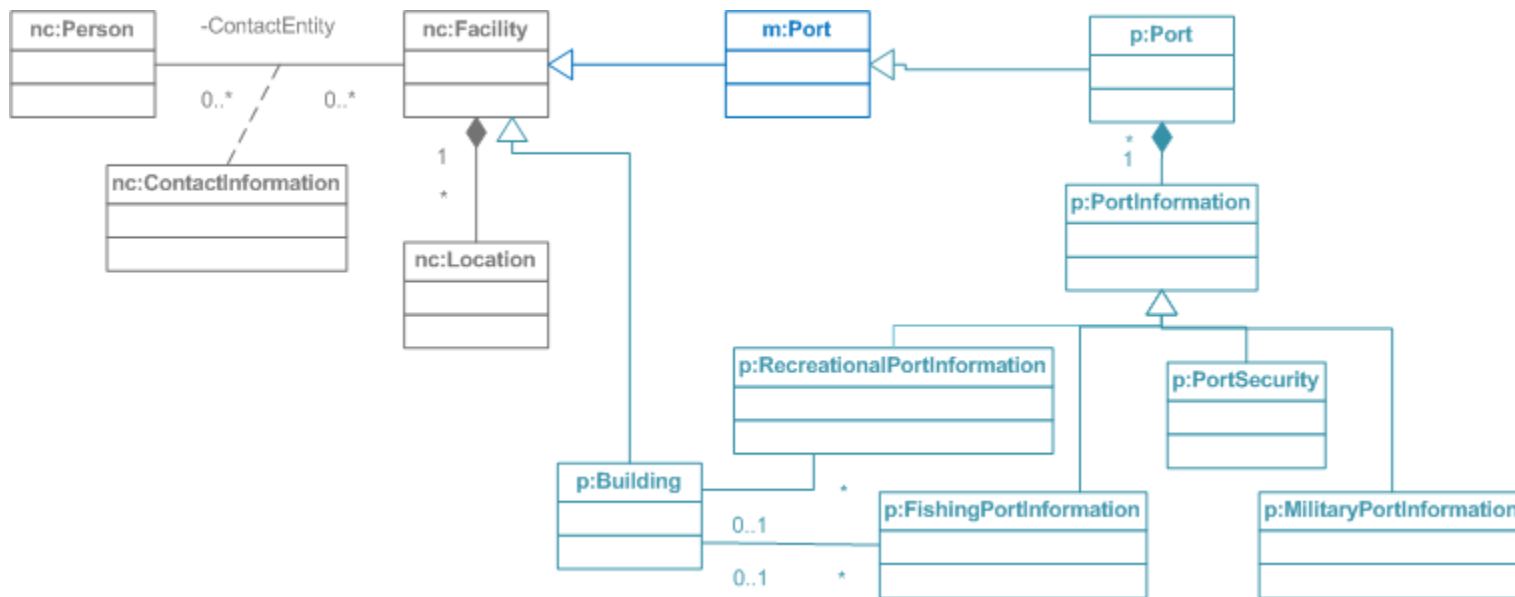 nc:Person
-ContactEntity
nc:Facility
m:Port
p:Port
0..*
0..*
nc:ContactInformation
1
*
*
1
p:PortInformation
nc:Location
p:RecreationalPortInformation
p:PortSecurity
p:Building
*
0..1
p:FishingPortInformation
p:MilitaryPortInformation
0..1
*